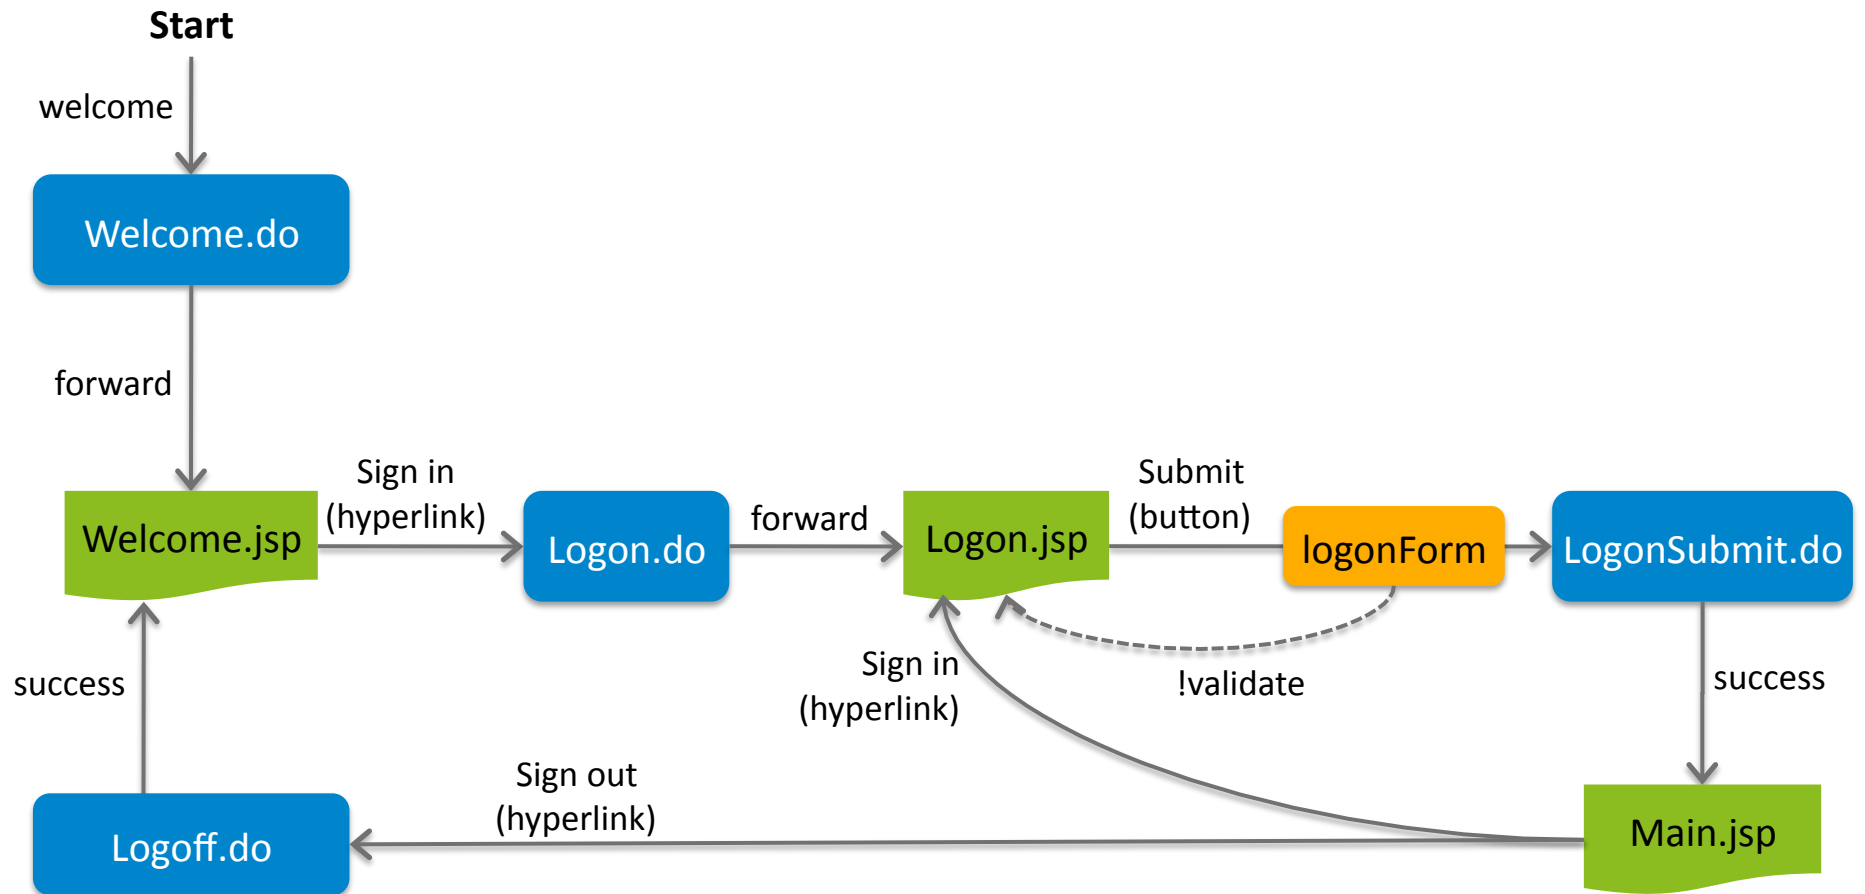 Start
welcome
Welcome.do
forward
Welcome.jsp
Sign in
(hyperlink)
Logon.do
forward
Logon.jsp
Submit
(button)
logonForm
LogonSubmit.do
Sign in
(hyperlink)
!validate
success
success
Sign out
(hyperlink)
Logoff.do
Main.jsp